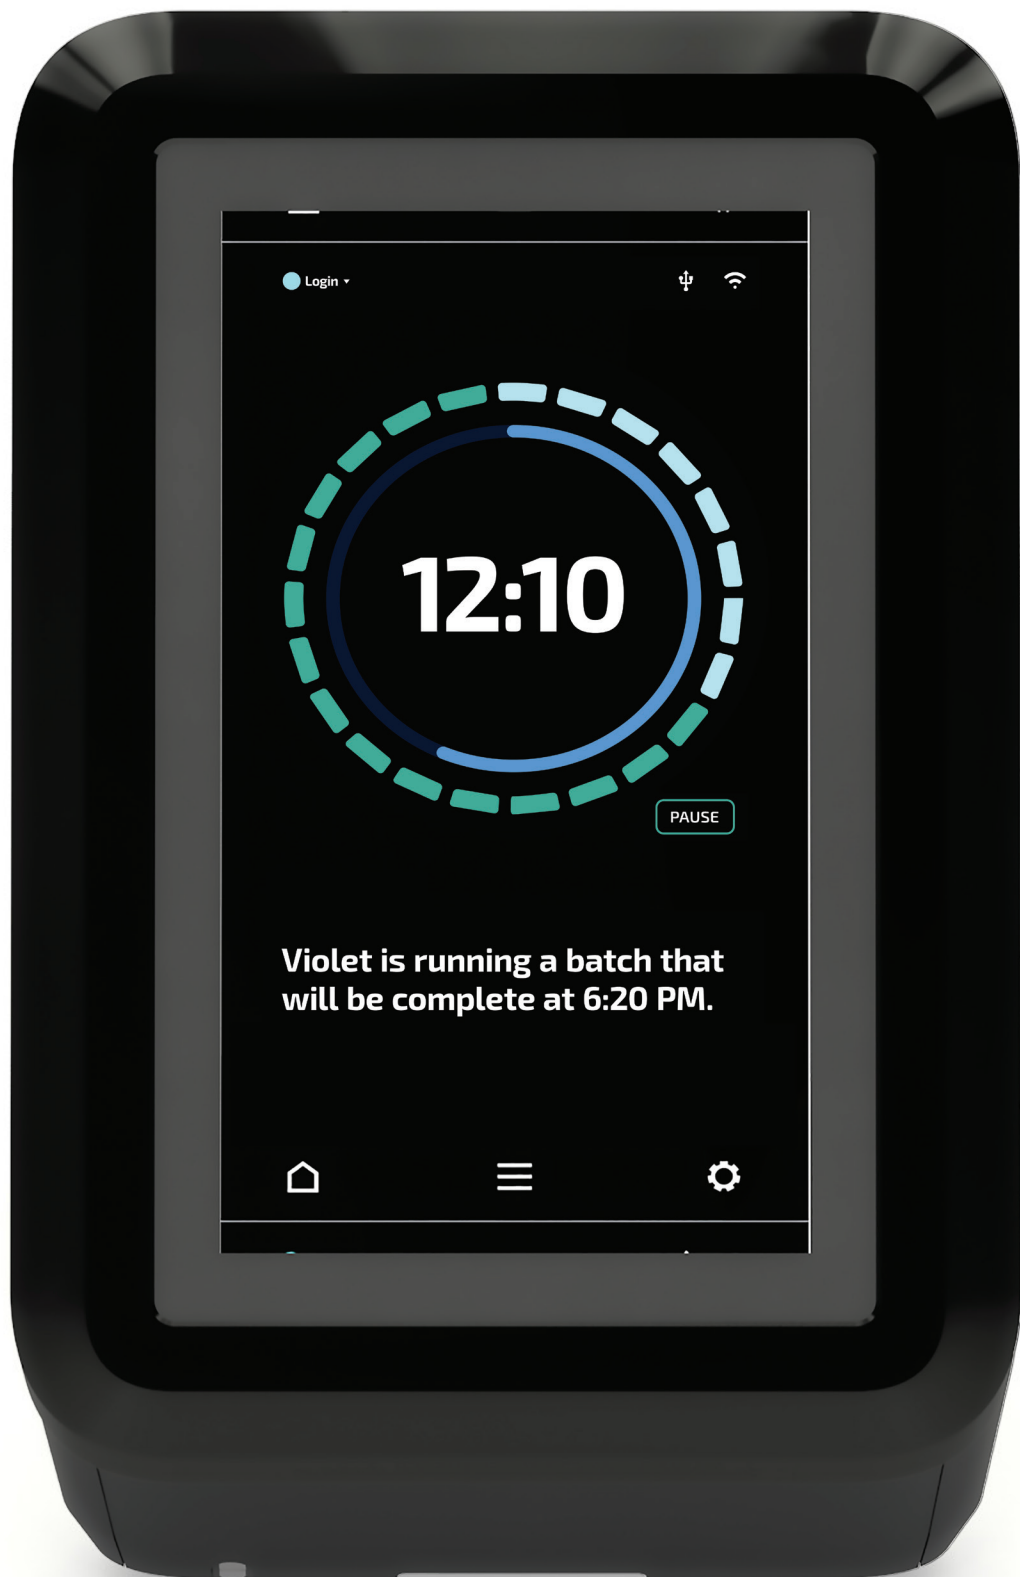 Login
12:10
PAUSE
Violet is running a batch that
will be complete at 6:20 PM.